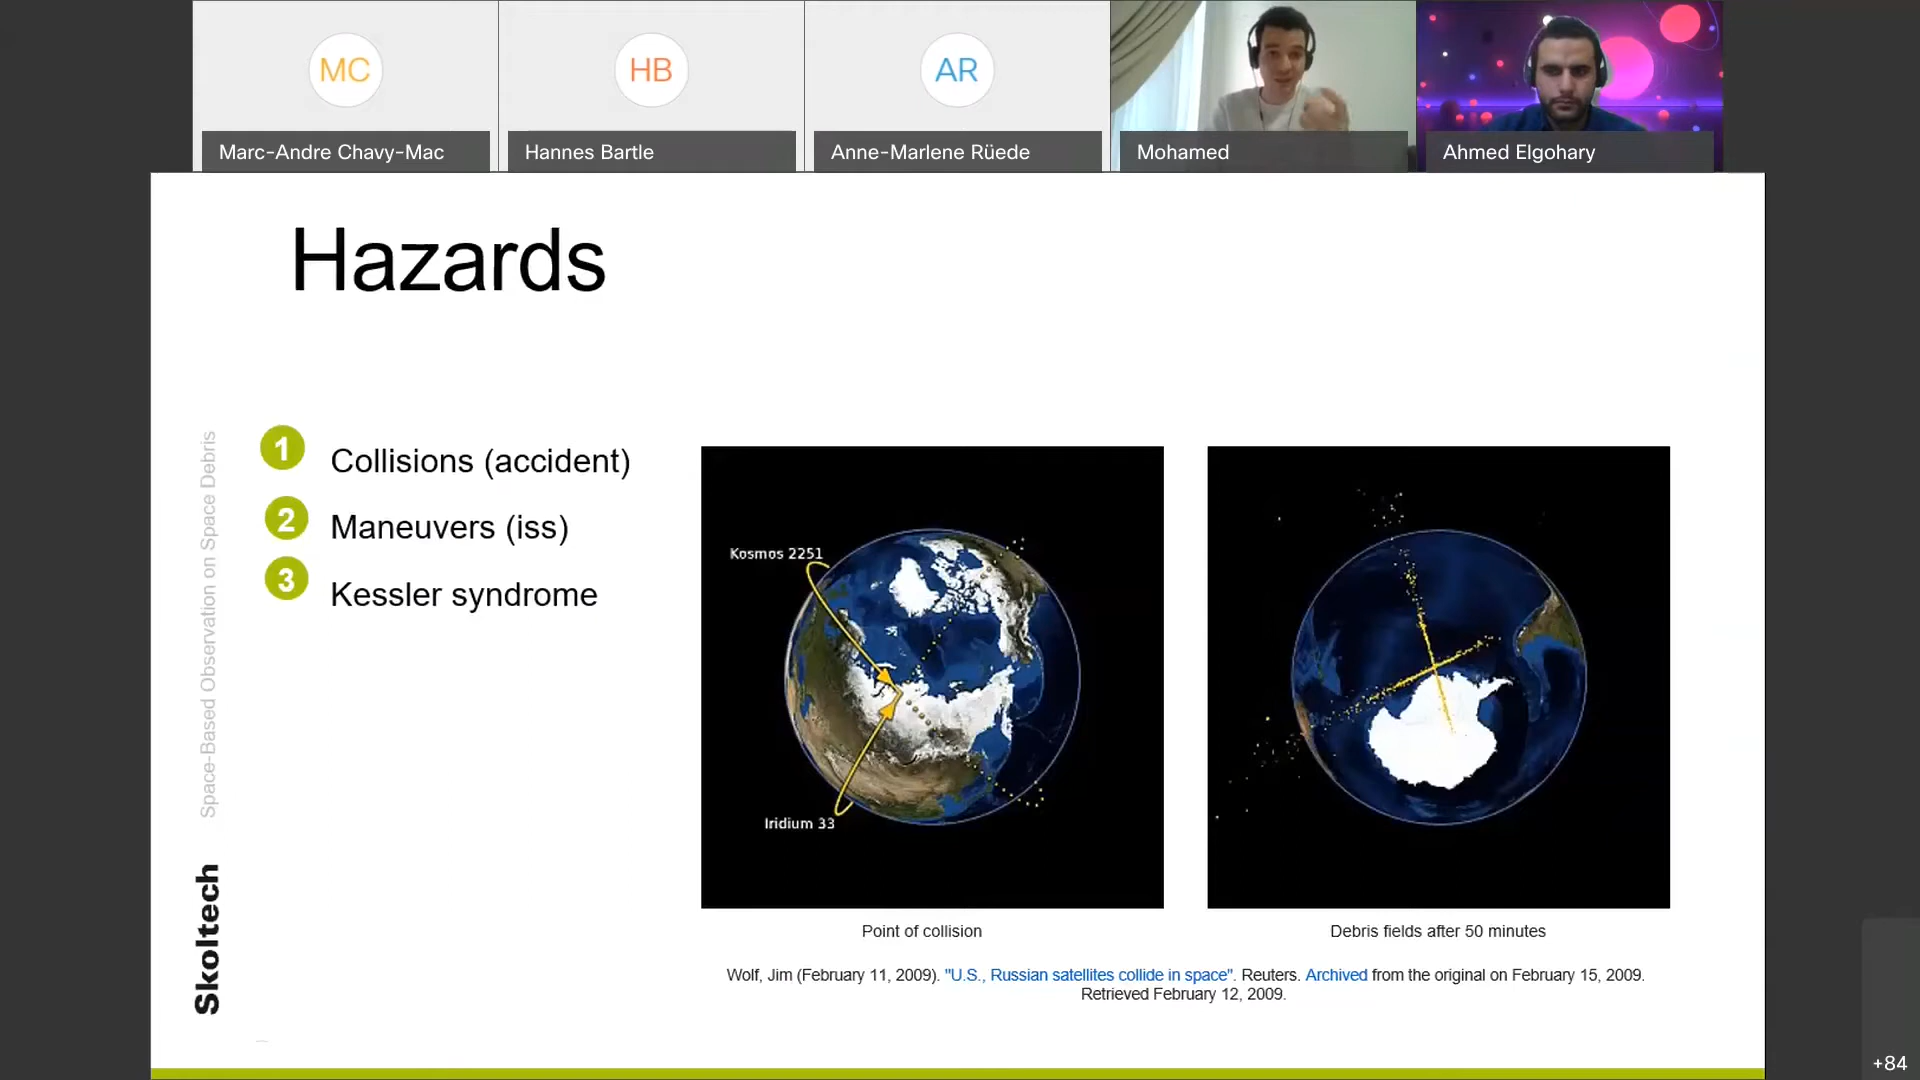 MC
HB
AR
Marc-Andre Chavy-Mac
Hannes Bartle
Anne-Marlene Rüede
Mohamed
Ahmed Elgohary
Hazards
Space-Based Observation on Space Debris
Skoltech
1 Collisions (accident)
2 Maneuvers (iss)
3 Kessler syndrome
Kosmos 2251
Iridium 33
Point of collision
Debris fields after 50 minutes
Wolf, Jim (February 11, 2009). "U.S., Russian satellites collide in space". Reuters. Archived from the original on February 15, 2009.
Retrieved February 12, 2009.
+84